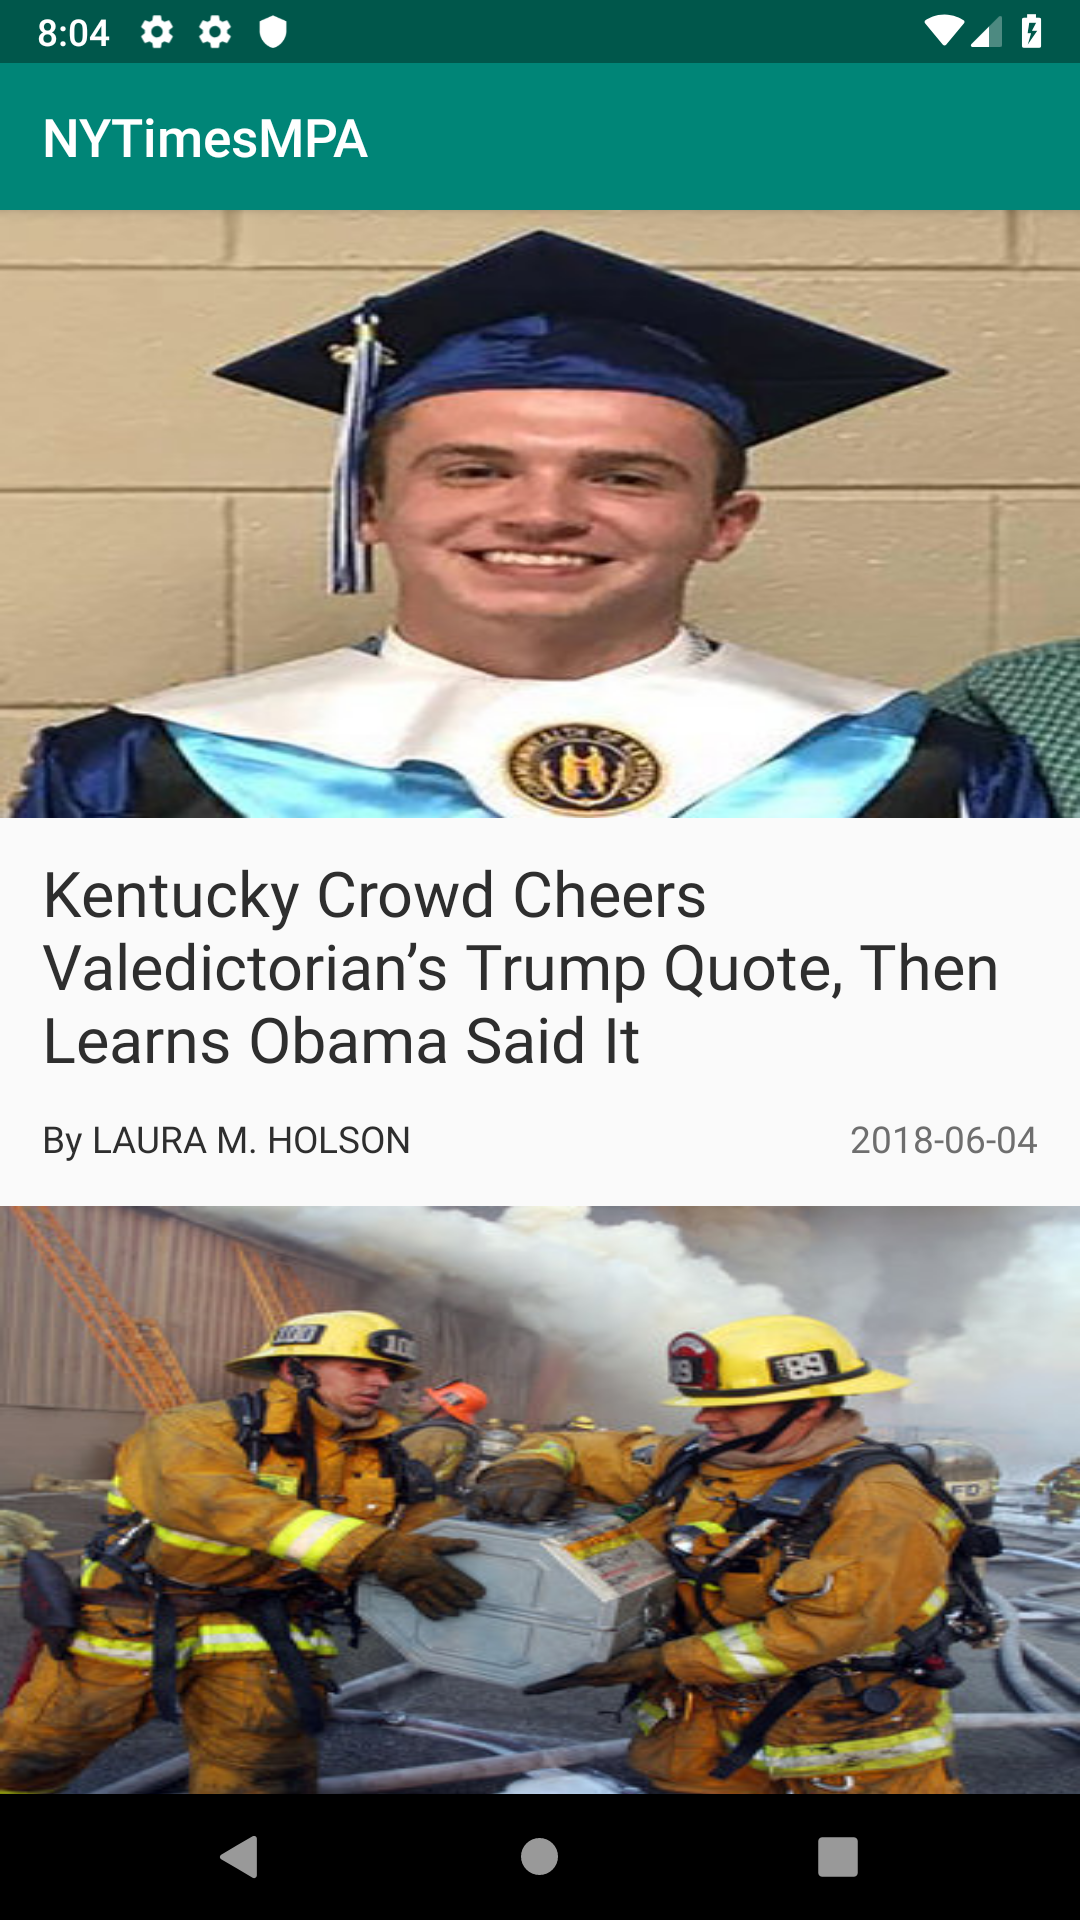 8:04
NYTimesMPA
Kentucky Crowd Cheers
Valedictorian’s Trump Quote, Then
Learns Obama Said It
By LAURA M. HOLSON 2018-06-04
89